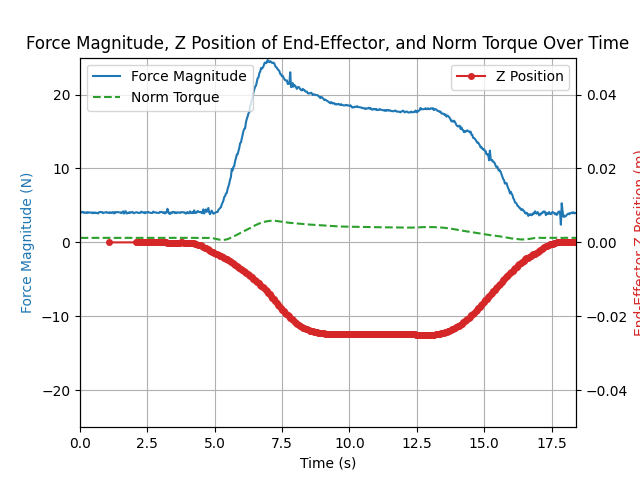 Force Magnitude, Z Position of End-Effector, and Norm Torque Over Time
Force Magnitude
Norm Torque
Z Position
20
10
0
−10
−20
Force Magnitude (N)
0.04
0.02
0.00
−0.02
−0.04
End-Effector Z Position (m)
0.0 2.5 5.0 7.5 10.0 12.5 15.0 17.5
Time (s)